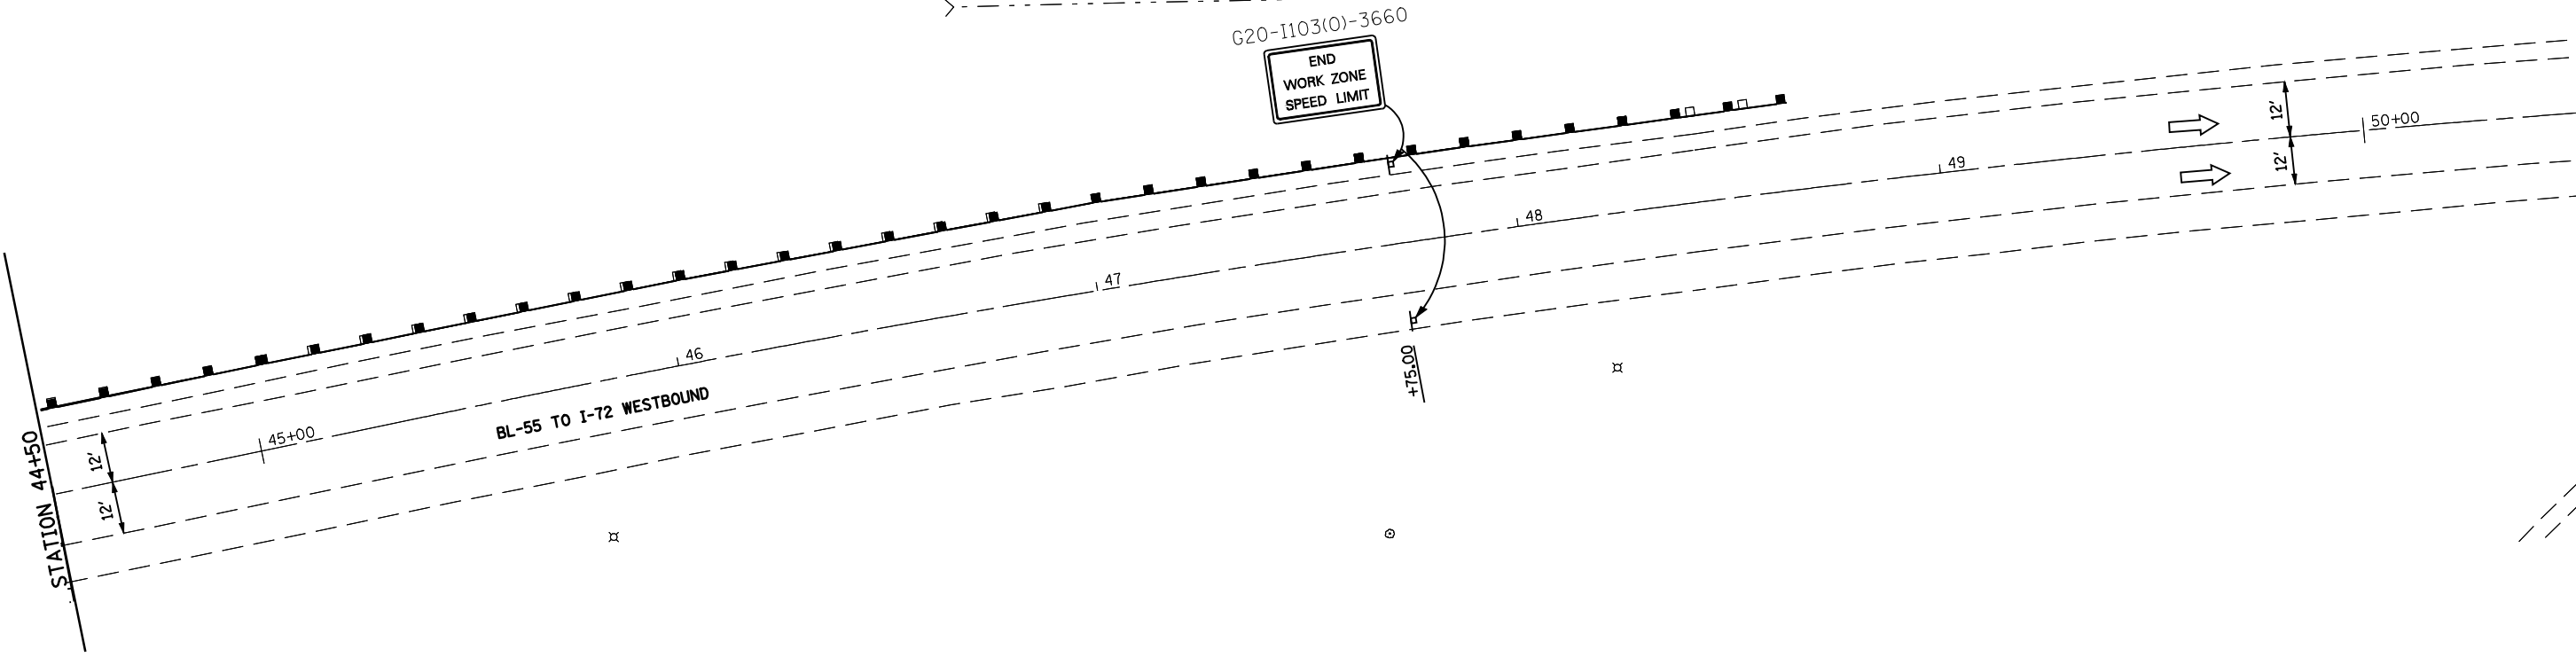 G20-I103(O)-3660
END
WORK ZONE
SPEED LIMIT
12'
12'
50+00
49
48
47
46
45+00
BL-55 TO I-72 WESTBOUND
+75.00
12'
12'
STATION 44+50